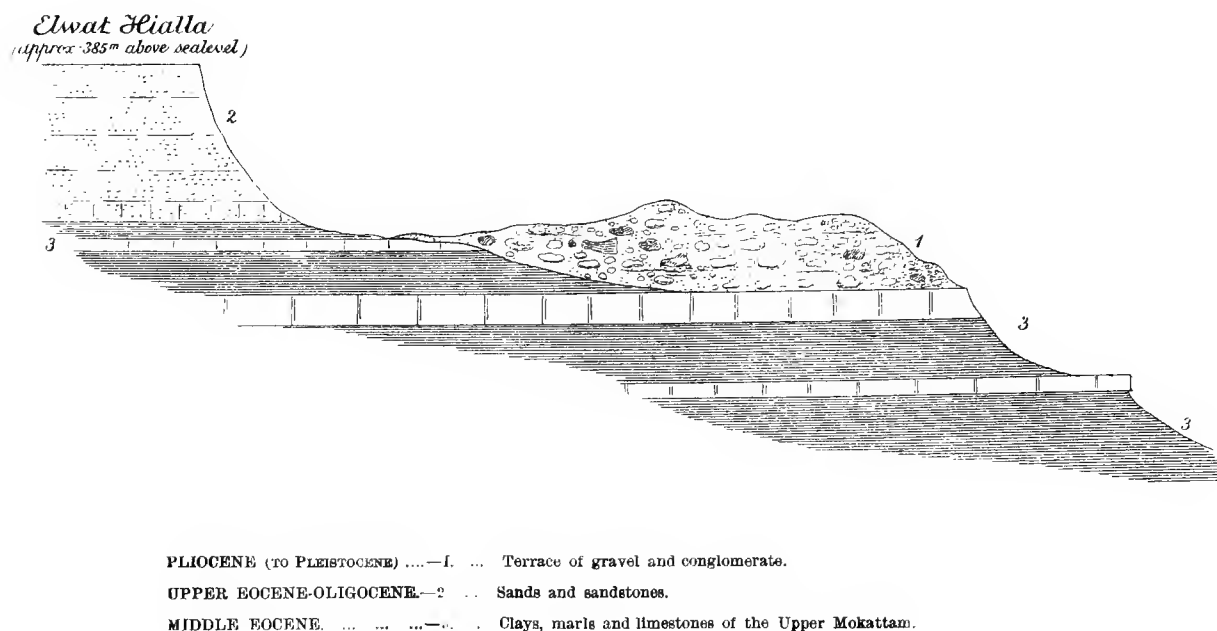 Elwat Hialla
(approx. 385m above sealevel)
2
3
1
3
3
PLIOCENE (TO PLEISTOCENE) ....—1. ... Terrace of gravel and conglomerate.
UPPER EOCENE-OLIGOCENE.—2 .. Sands and sandstones.
MIDDLE EOCENE. ... ... ...— . Clays, marls and limestones of the Upper Mokattam.